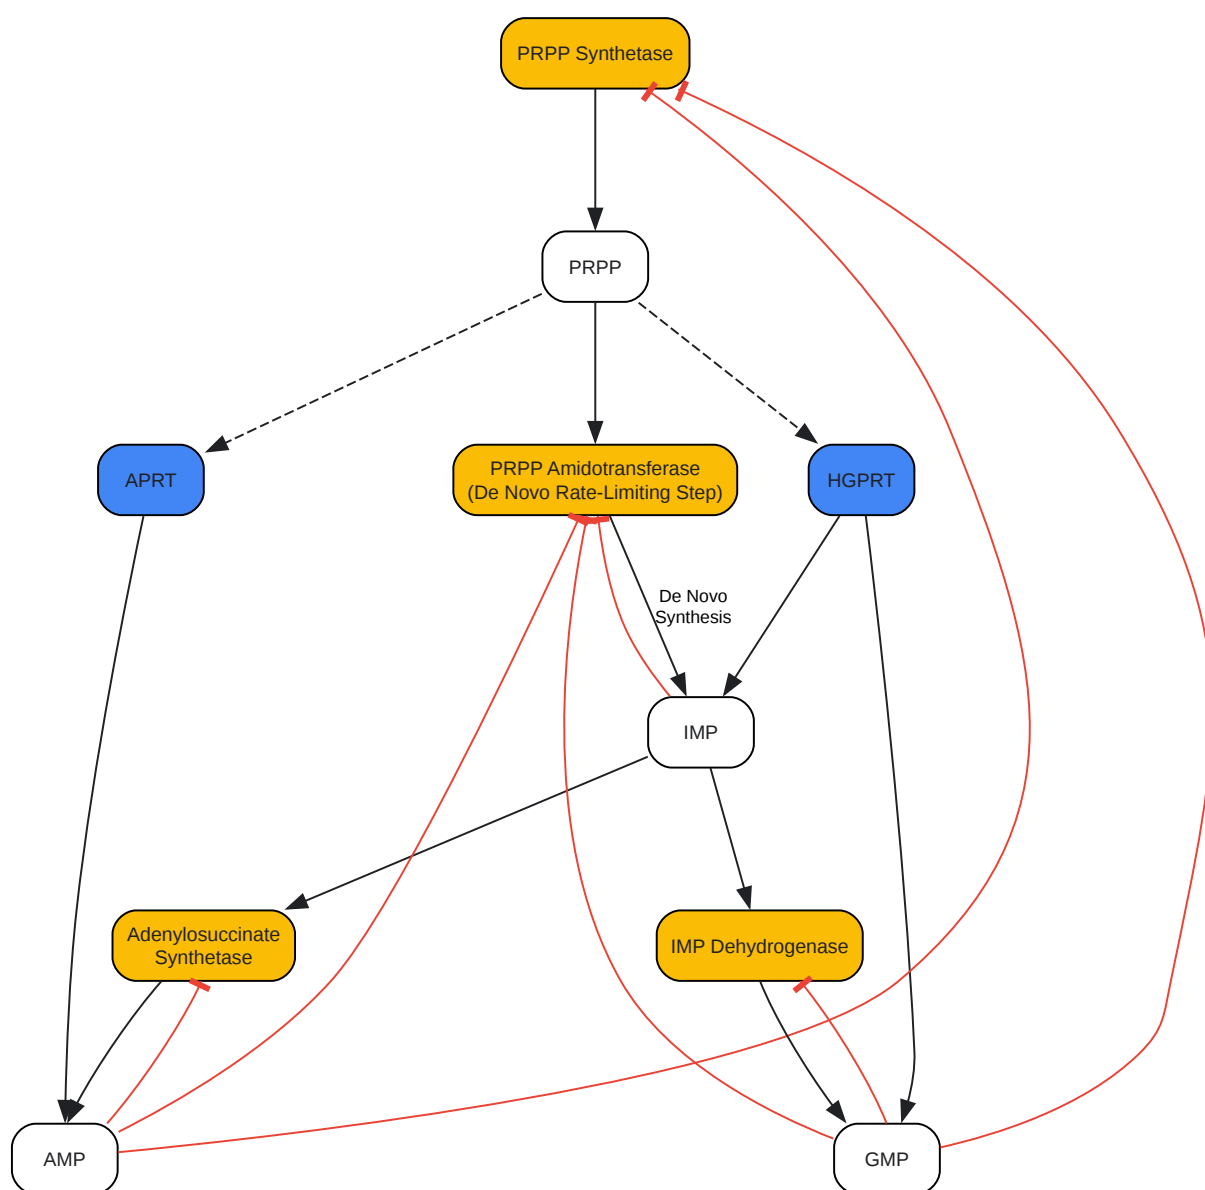 PRPP Synthetase
PRPP
APRT
PRPP Amidotransferase
(De Novo Rate-Limiting Step)
HGPRT
De Novo
Synthesis
IMP
Adenylosuccinate
Synthetase
IMP Dehydrogenase
AMP
GMP